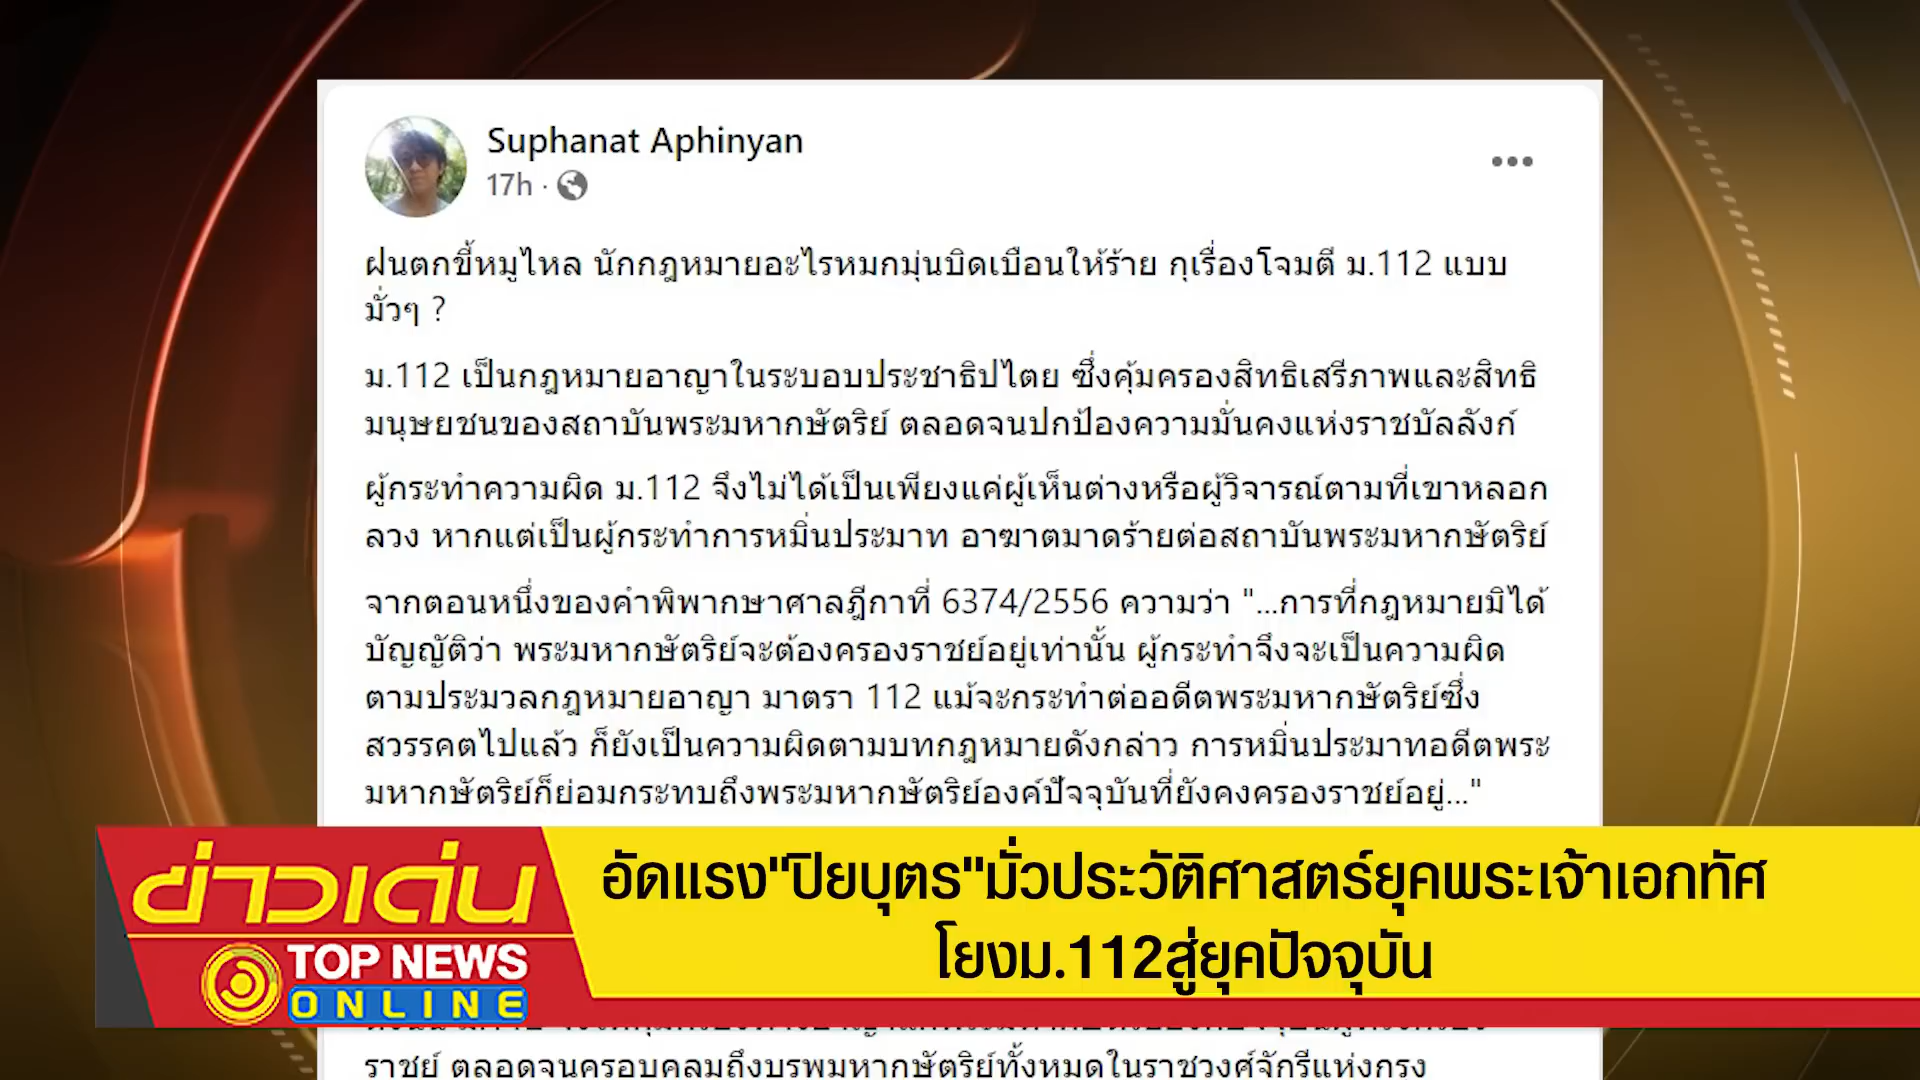 Suphanat Aphinyan
17h ·
ฝนตกขี้หมูไหล นักกฎหมายอะไรหมกมุ่นบิดเบือนให้ร้าย กุเรื่องโจมตี ม.112 แบบ
มั่วๆ ?
ม.112 เป็นกฎหมายอาญาในระบอบประชาธิปไตย ซึ่งคุ้มครองสิทธิเสรีภาพและสิทธิ
มนุษยชนของสถาบันพระมหากษัตริย์ ตลอดจนปกป้องความมั่นคงแห่งราชบัลลังก์
ผู้กระทำความผิด ม.112 จึงไม่ได้เป็นเพียงแค่ผู้เห็นต่างหรือผู้วิจารณ์ตามที่เขาหลอก
ลวง หากแต่เป็นผู้กระทำการหมิ่นประมาท อาฆาตมาดร้ายต่อสถาบันพระมหากษัตริย์
จากตอนหนึ่งของคำพิพากษาศาลฎีกาที่ 6374/2556 ความว่า "...การที่กฎหมายมิได้
บัญญัติว่า พระมหากษัตริย์จะต้องครองราชย์อยู่เท่านั้น ผู้กระทำจึงจะเป็นความผิด
ตามประมวลกฎหมายอาญา มาตรา 112 แม้จะกระทำต่ออดีตพระมหากษัตริย์ซึ่ง
สวรรคตไปแล้ว ก็ยังเป็นความผิดตามบทกฎหมายดังกล่าว การหมิ่นประมาทอดีตพระ
มหากษัตริย์ก็ย่อมกระทบถึงพระมหากษัตริย์องค์ปัจจุบันที่ยังคงครองราชย์อยู่..."
ข่าวเด่น
TOP NEWS
ONLINE
อัดแรง"ปิยบุตร"มั่วประวัติศาสตร์ยุคพระเจ้าเอกทัศ
โยงม.112สู่ยุคปัจจุบัน
ราชย์ ตลอดจนครอบคลุมถึงบูรพมหากษัตริย์ทั้งหมดในราชวงศ์จักรีแห่งกรุง